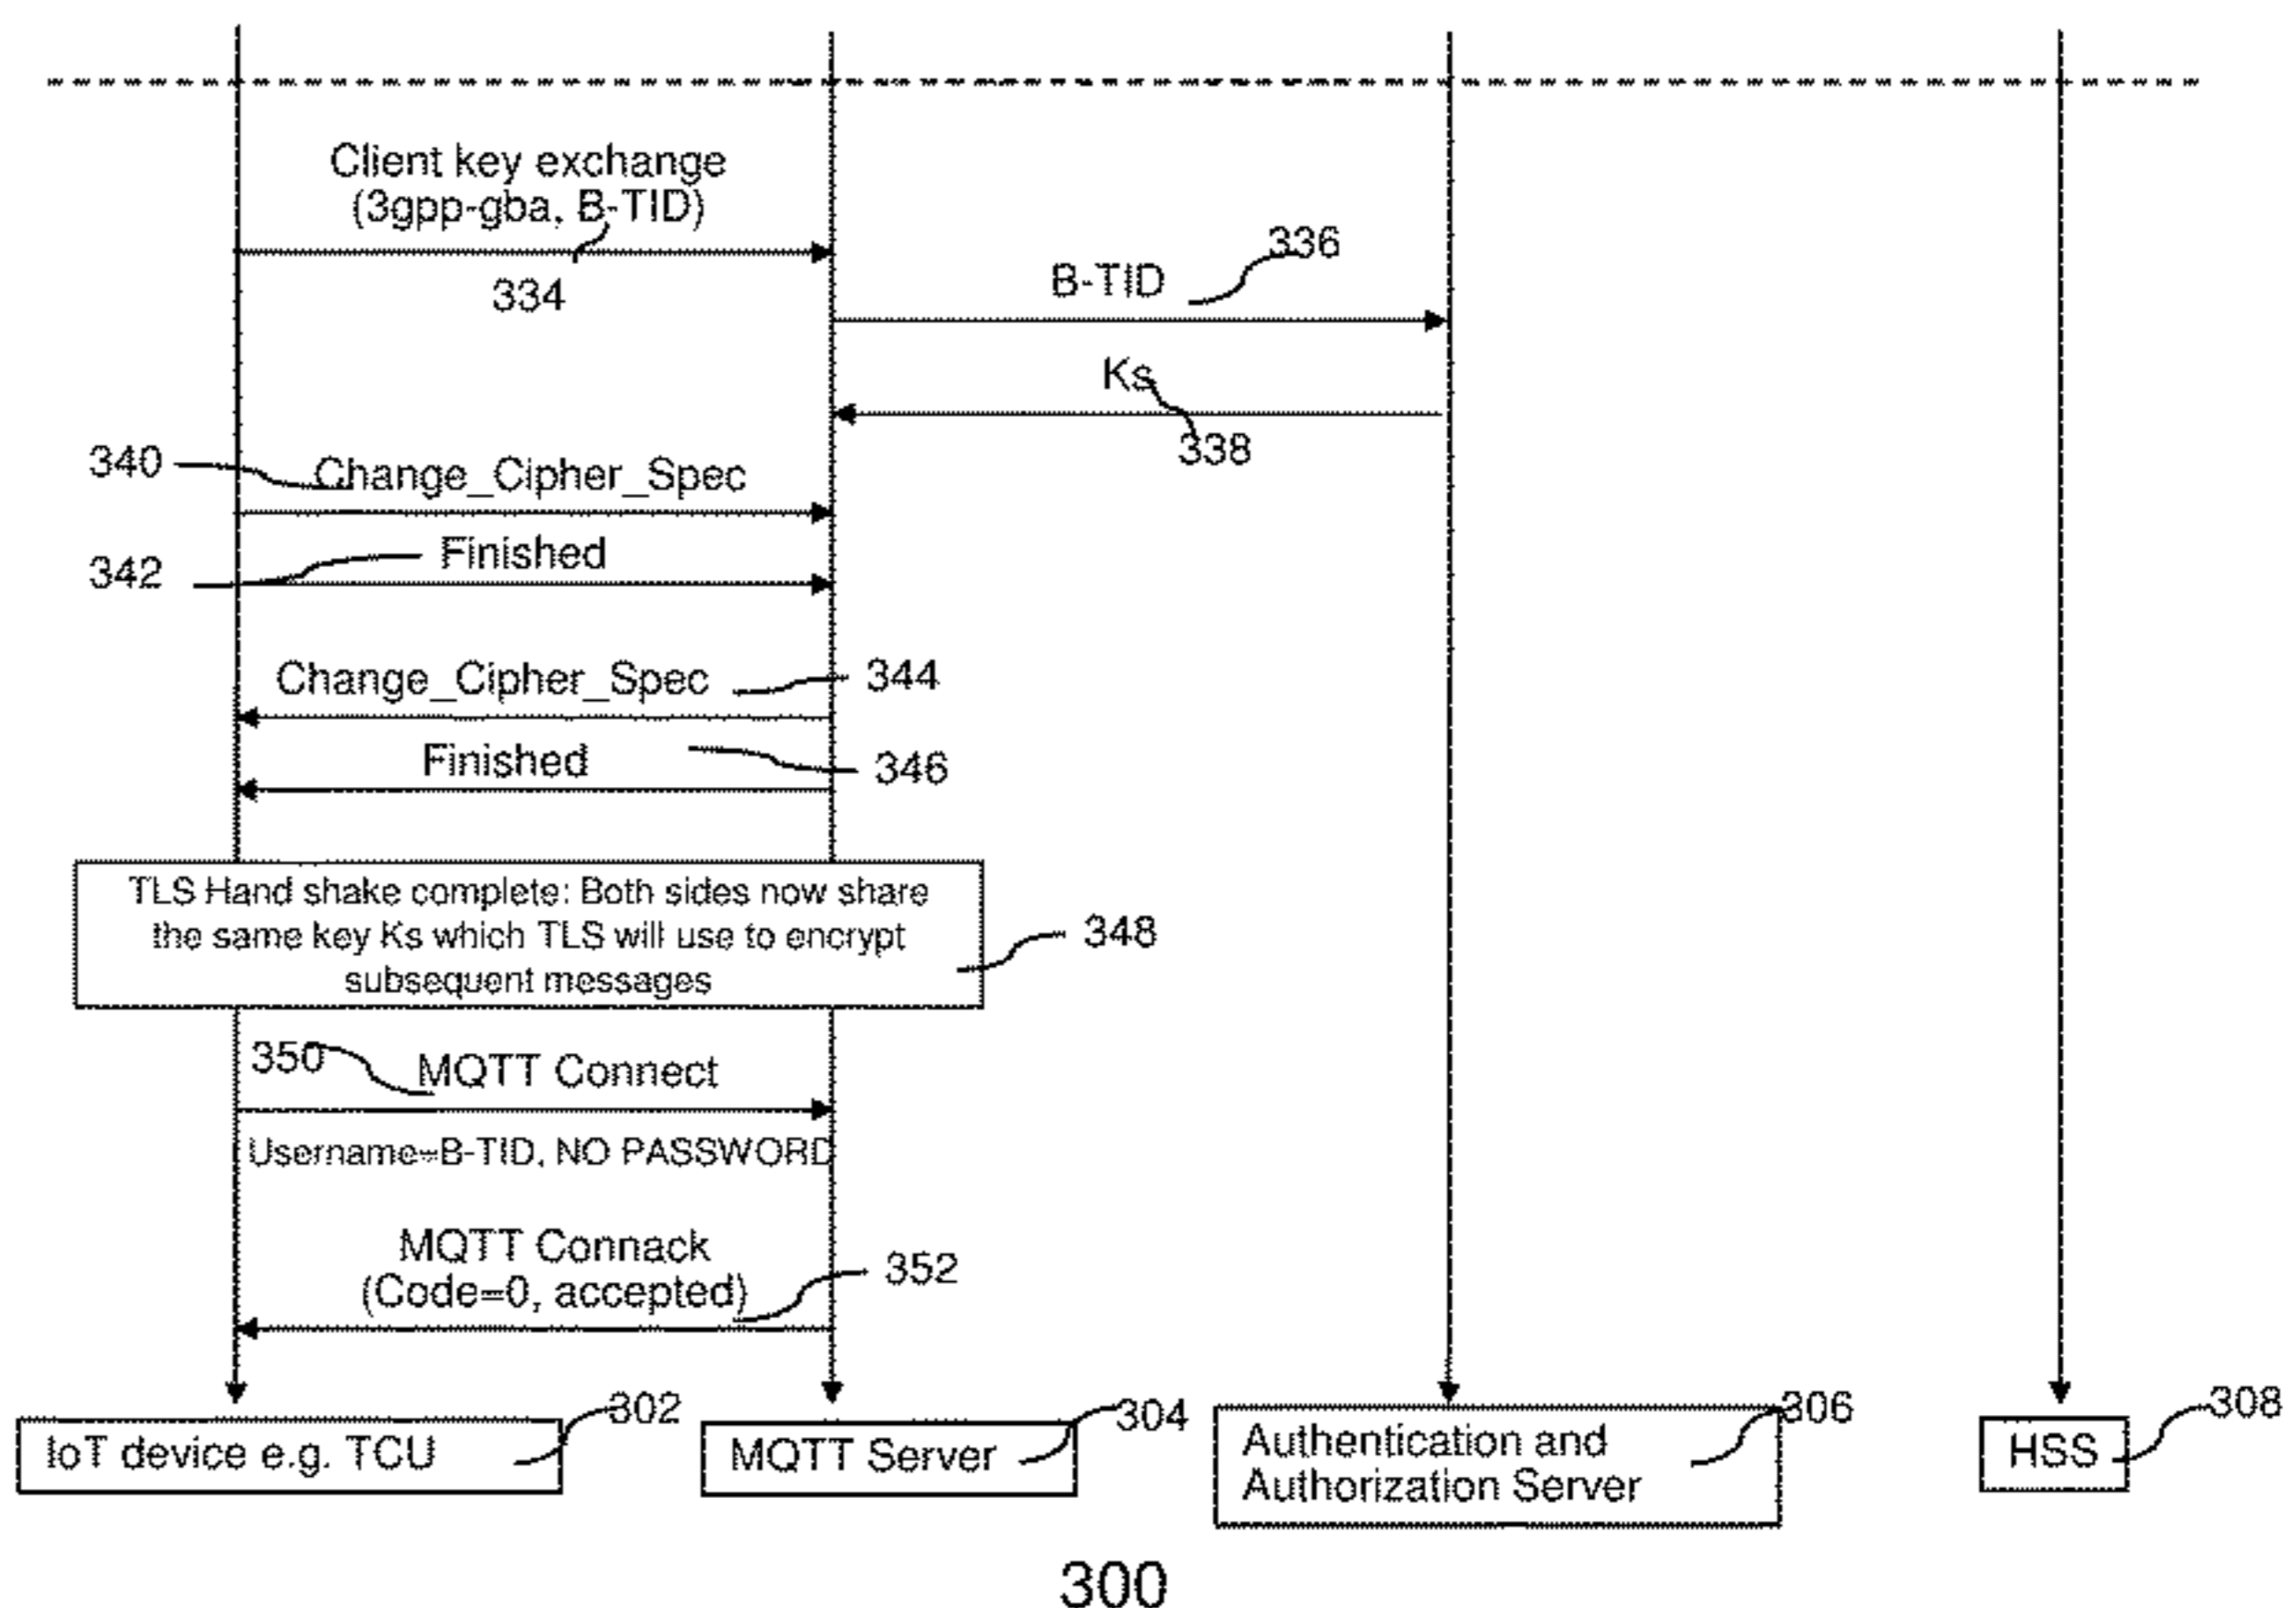 Client key exchange
(3gpp-gba, B-TID)
334
336
B-TID
Ks
338
340
Change_Cipher_Spec
Finished
342
Change_Cipher_Spec
344
Finished
346
TLS Hand shake complete: Both sides now share
the same key Ks which TLS will use to encrypt
subsequent messages
348
350
MQTT Connect
Username=B-TID, NO PASSWORD
MQTT Connack
(Code=0, accepted)
352
302
IoT device e.g. TCU
304
MQTT Server
306
Authentication and
Authorization Server
308
HSS
300